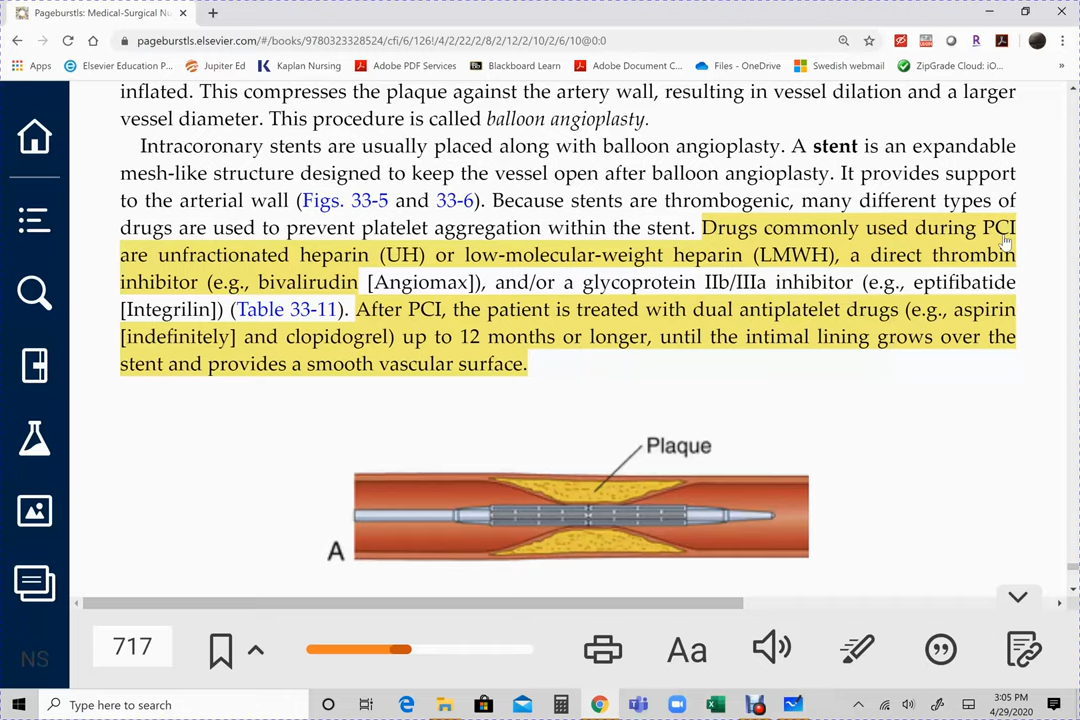 Pageburstls: Medical-Surgical Nu
pageburstls.elsevier.com/#/books/9780323328524/cfi/6/126!/4/2/22/2/8/2/12/2/10/2/6/10@0:0
Apps Elsevier Education P... Jupiter Ed Kaplan Nursing Adobe PDF Services Blackboard Learn Adobe Document C... Files - OneDrive Swedish webmail ZipGrade Cloud: iO... »
inflated. This compresses the plaque against the artery wall, resulting in vessel dilation and a larger
vessel diameter. This procedure is called balloon angioplasty.
Intracoronary stents are usually placed along with balloon angioplasty. A stent is an expandable
mesh-like structure designed to keep the vessel open after balloon angioplasty. It provides support
to the arterial wall (Figs. 33-5 and 33-6). Because stents are thrombogenic, many different types of
drugs are used to prevent platelet aggregation within the stent. Drugs commonly used during PCI
are unfractionated heparin (UH) or low-molecular-weight heparin (LMWH), a direct thrombin
inhibitor (e.g., bivalirudin [Angiomax]), and/or a glycoprotein IIb/IIIa inhibitor (e.g., eptifibatide
[Integrilin]) (Table 33-11). After PCI, the patient is treated with dual antiplatelet drugs (e.g., aspirin
[indefinitely] and clopidogrel) up to 12 months or longer, until the intimal lining grows over the
stent and provides a smooth vascular surface.
Plaque
A
NS
717
Aa
Type here to search
3:05 PM
4/29/2020